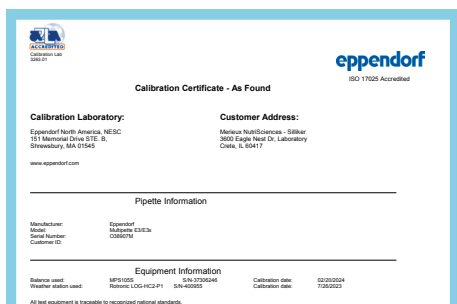 ACCREDITED
Calibration Lab
3283.01
eppendorf
ISO 17025 Accredited
Calibration Certificate - As Found
Calibration Laboratory:
Customer Address:
Eppendorf North America, NESC
151 Memorial Drive STE. B,
Shrewsbury, MA 01545
Merieux NutriSciences - Silliker
3600 Eagle Nest Dr, Laboratory
Crete, IL 60417
www.eppendorf.com
Pipette Information
Manufacturer: Eppendorf
Model: Multipette E3/E3x
Serial Number: O38907M
Customer ID:
Equipment Information
Balance used: MPS105S S/N-37306246 Calibration date: 02/20/2024
Weather station used: Rotronic LOG-HC2-P1 S/N-400955 Calibration date: 7/26/2023
All test equipment is traceable to recognized national standards.